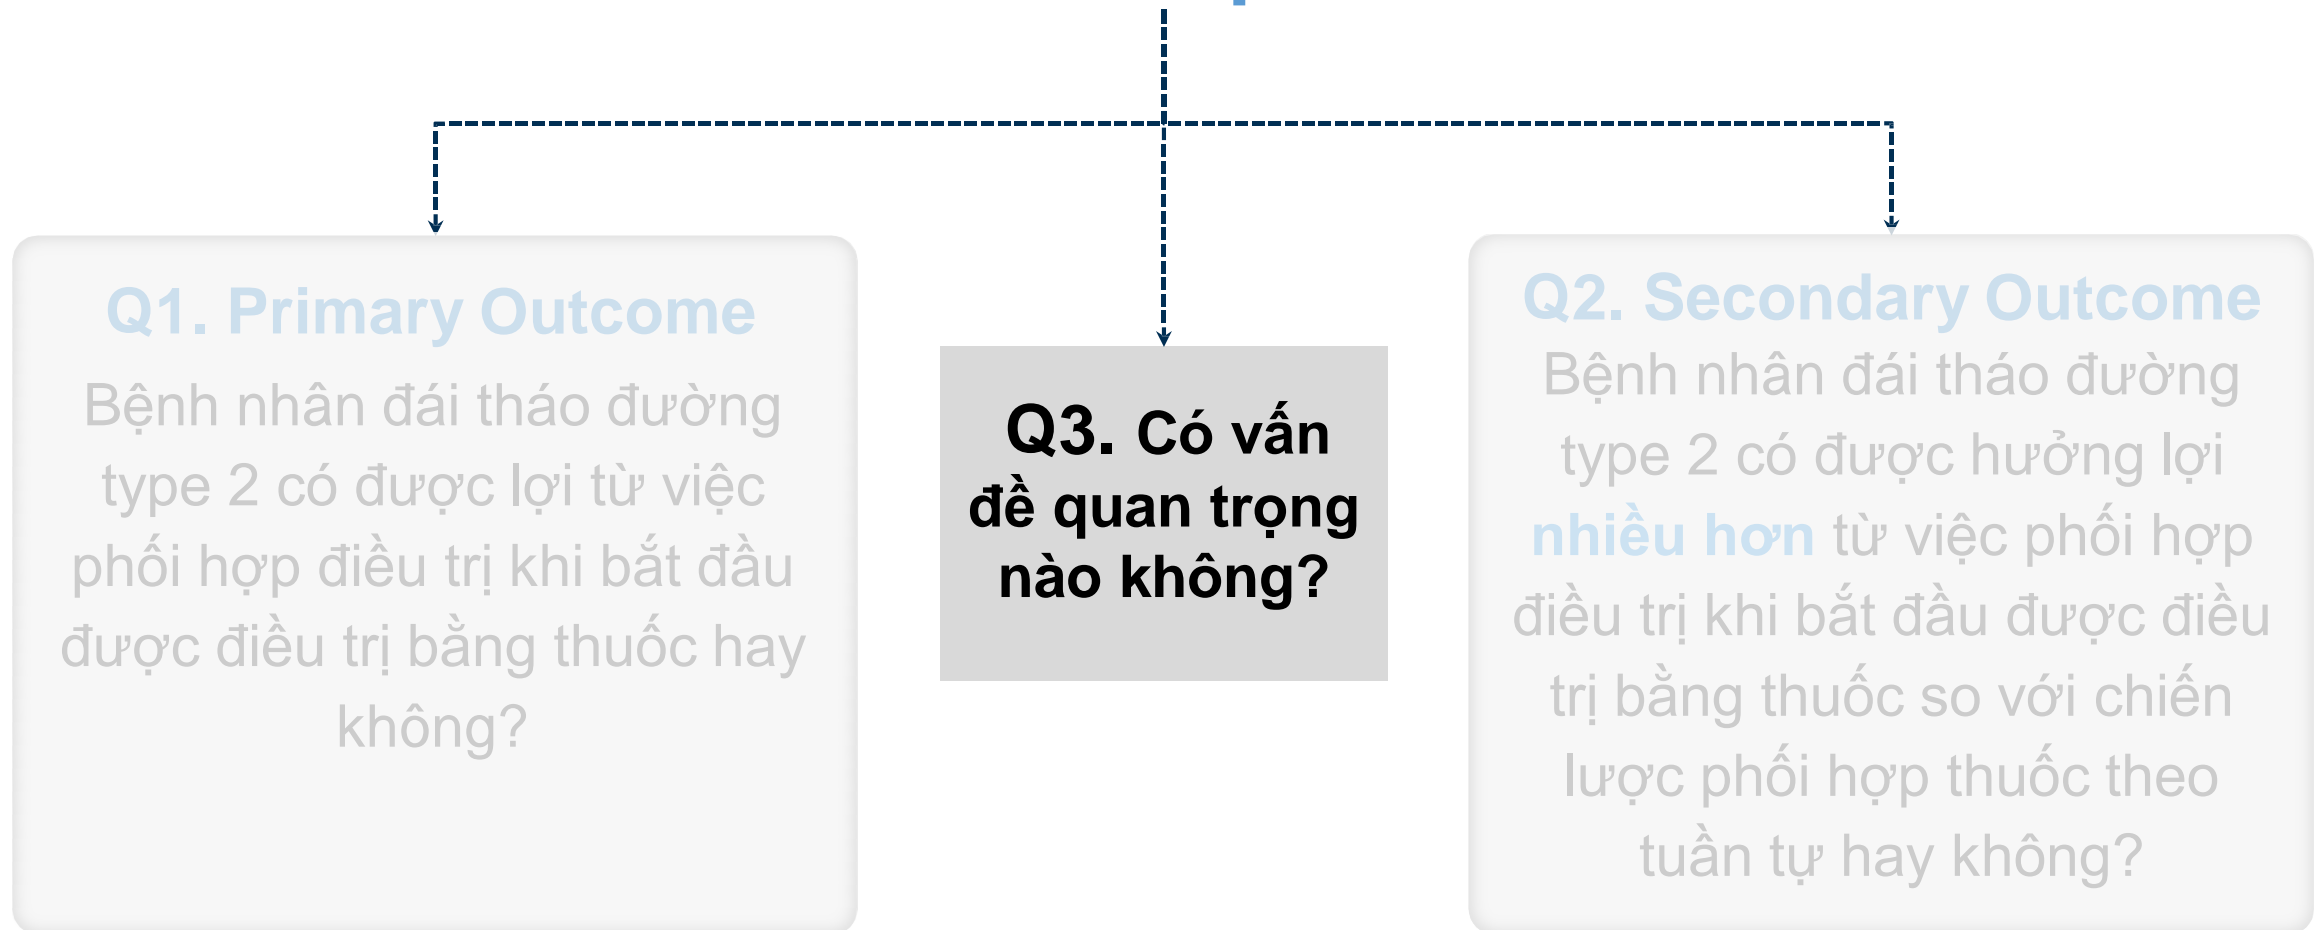 Q1. Primary Outcome
Bệnh nhân đái tháo đường
type 2 có được lợi từ việc
phối hợp điều trị khi bắt đầu
được điều trị bằng thuốc hay
không?
Q3. Có vấn
đề quan trọng
nào không?
Q2. Secondary Outcome
Bệnh nhân đái tháo đường
type 2 có được hưởng lợi
nhiều hơn từ việc phối hợp
điều trị khi bắt đầu được điều
trị bằng thuốc so với chiến
lược phối hợp thuốc theo
tuần tự hay không?